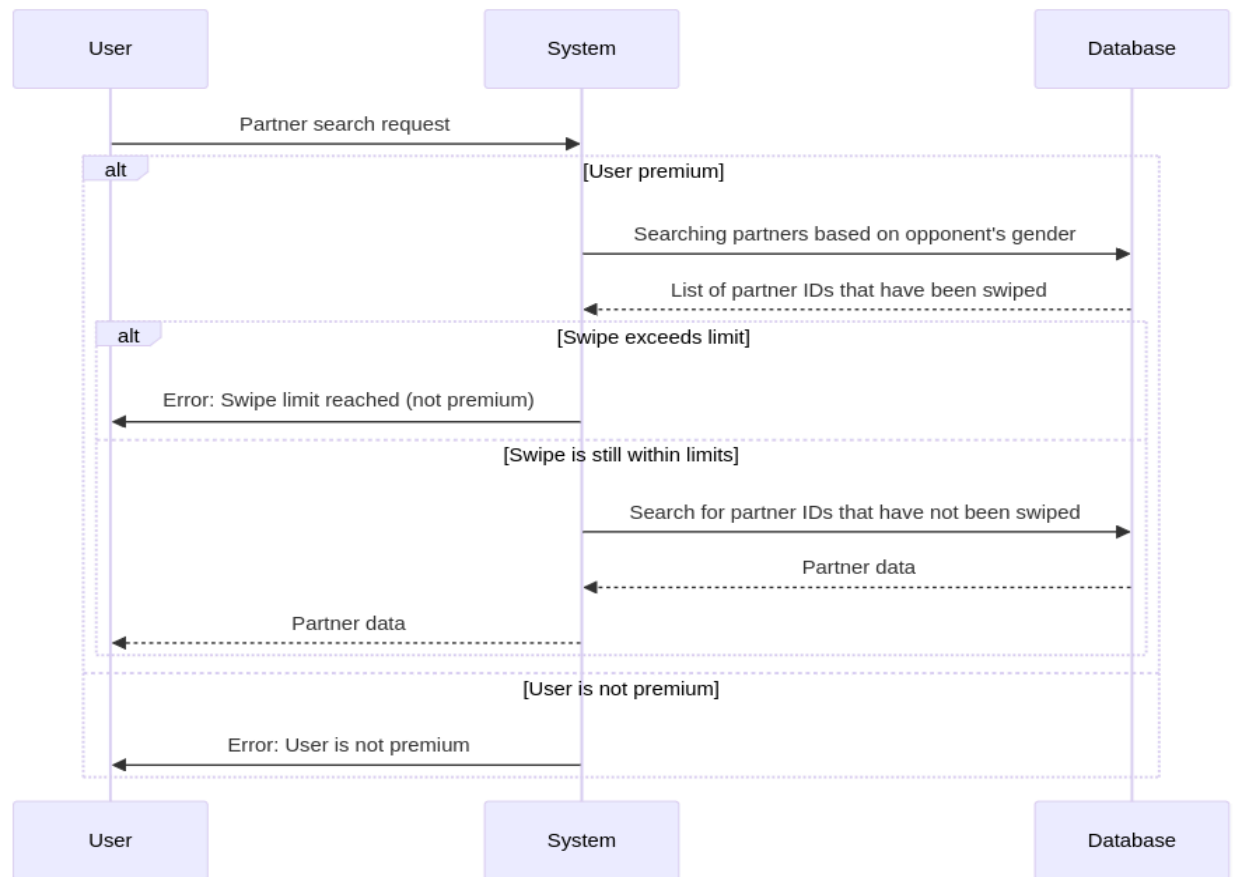 User
System
Database
Partner search request
alt
[User premium]
Searching partners based on opponent's gender
List of partner IDs that have been swiped
alt
[Swipe exceeds limit]
Error: Swipe limit reached (not premium)
[Swipe is still within limits]
Search for partner IDs that have not been swiped
Partner data
Partner data
[User is not premium]
Error: User is not premium
User
System
Database